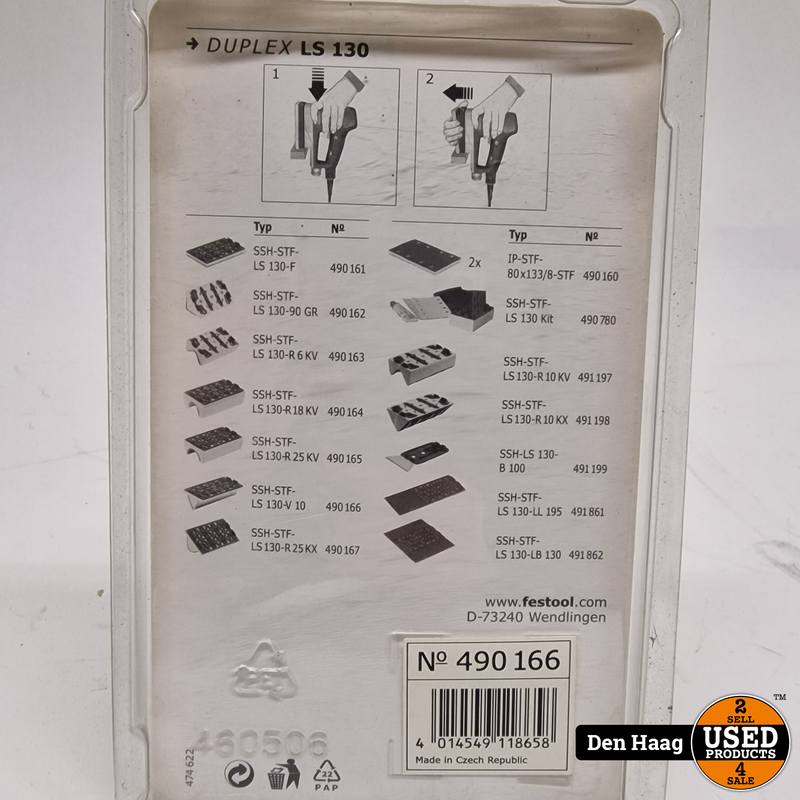 → DUPLEX LS 130
1
2
Typ Nº
SSH-STF-
LS 130-F 490 161
SSH-STF-
LS 130-90 GR 490 162
SSH-STF-
LS 130-R 6 KV 490 163
SSH-STF-
LS 130-R 18 KV 490 164
SSH-STF-
LS 130-R 25 KV 490 165
SSH-STF-
LS 130-V 10 490 166
SSH-STF-
LS 130-R 25 KX 490 167
Typ Nº
2x
IP-STF-
80x133/8-STF 490 160
SSH-STF-
LS 130 Kit 490 780
SSH-STF-
LS 130-R 10 KV 491 197
SSH-STF-
LS 130-R 10 KX 491 198
SSH-LS 130-
B 100 491 199
SSH-STF-
LS 130-LL 195 491 861
SSH-STF-
LS 130-LB 130 491 862
www.festool.com
D-73240 Wendlingen
Nº 490 166
4 014549 118658
Made in Czech Republic
460506
474 622
22
PAP
Den Haag
2
SELL
USED
PRODUCTS
4
SALE
TM